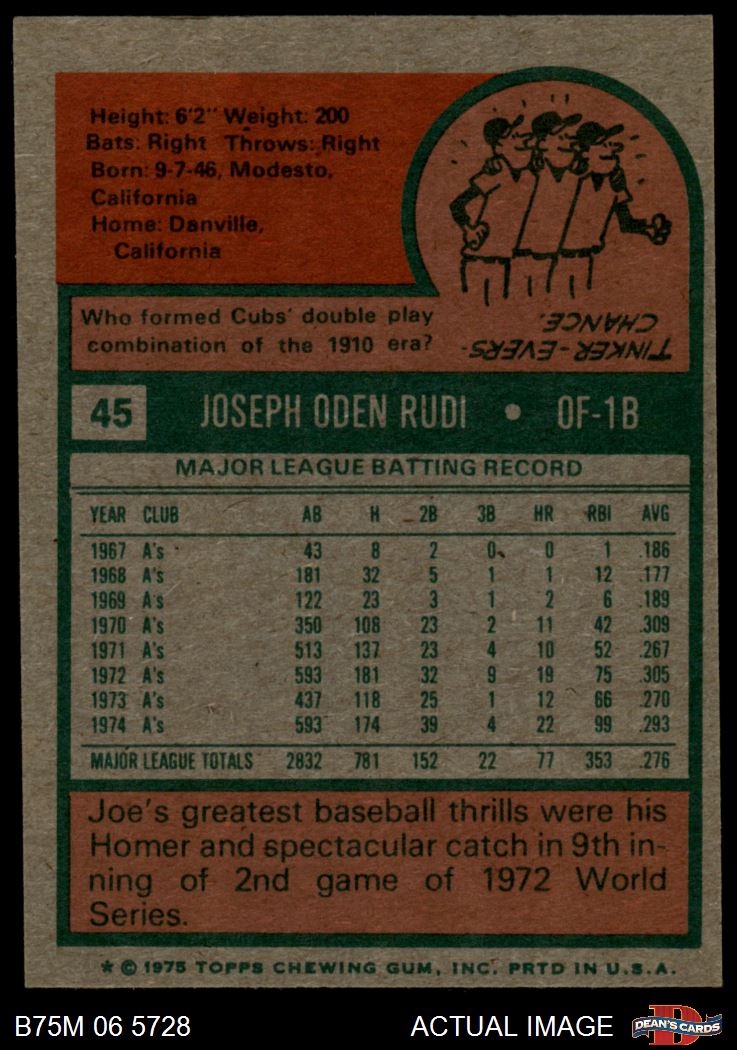 Height: 6'2" Weight: 200
Bats: Right Throws: Right
Born: 9-7-46, Modesto,
California
Home: Danville,
California
Who formed Cubs' double play
combination of the 1910 era?
TINKER-EVERS-
CHANCE.
45 JOSEPH ODEN RUDI • OF-1B
MAJOR LEAGUE BATTING RECORD
YEAR CLUB AB H 2B 3B HR RBI AVG
1967 A's 43 8 2 0 0 1 .186
1968 A's 181 32 5 1 1 12 .177
1969 A's 122 23 3 1 2 6 .189
1970 A's 350 108 23 2 11 42 .309
1971 A's 513 137 23 4 10 52 .267
1972 A's 593 181 32 9 19 75 .305
1973 A's 437 118 25 1 12 66 .270
1974 A's 593 174 39 4 22 99 .293
MAJOR LEAGUE TOTALS 2832 781 152 22 77 353 .276
Joe's greatest baseball thrills were his
Homer and spectacular catch in 9th in-
ning of 2nd game of 1972 World
Series.
* © 1975 TOPPS CHEWING GUM, INC. PRTD IN U.S.A.
B75M 06 5728 ACTUAL IMAGE DEAN'S CARDS